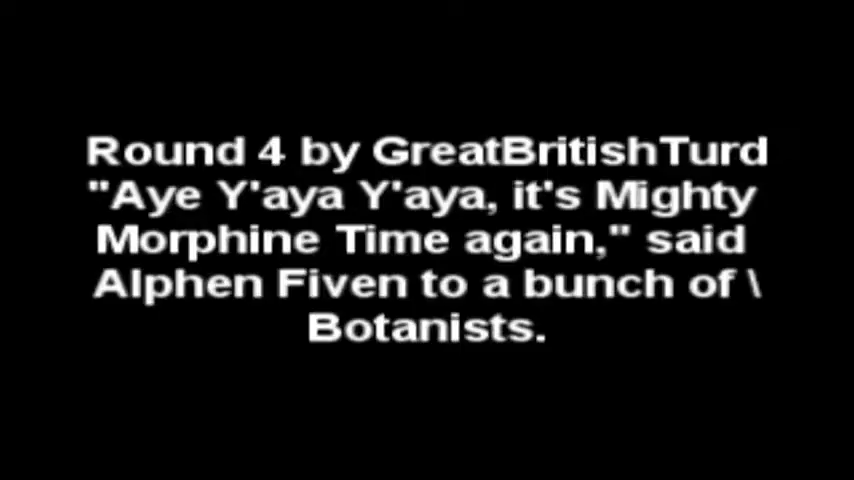 Round 4 by GreatBritishTurd
"Aye Y'aya Y'aya, it's Mighty
Morphine Time again," said
Alphen Fiven to a bunch of \
Botanists.